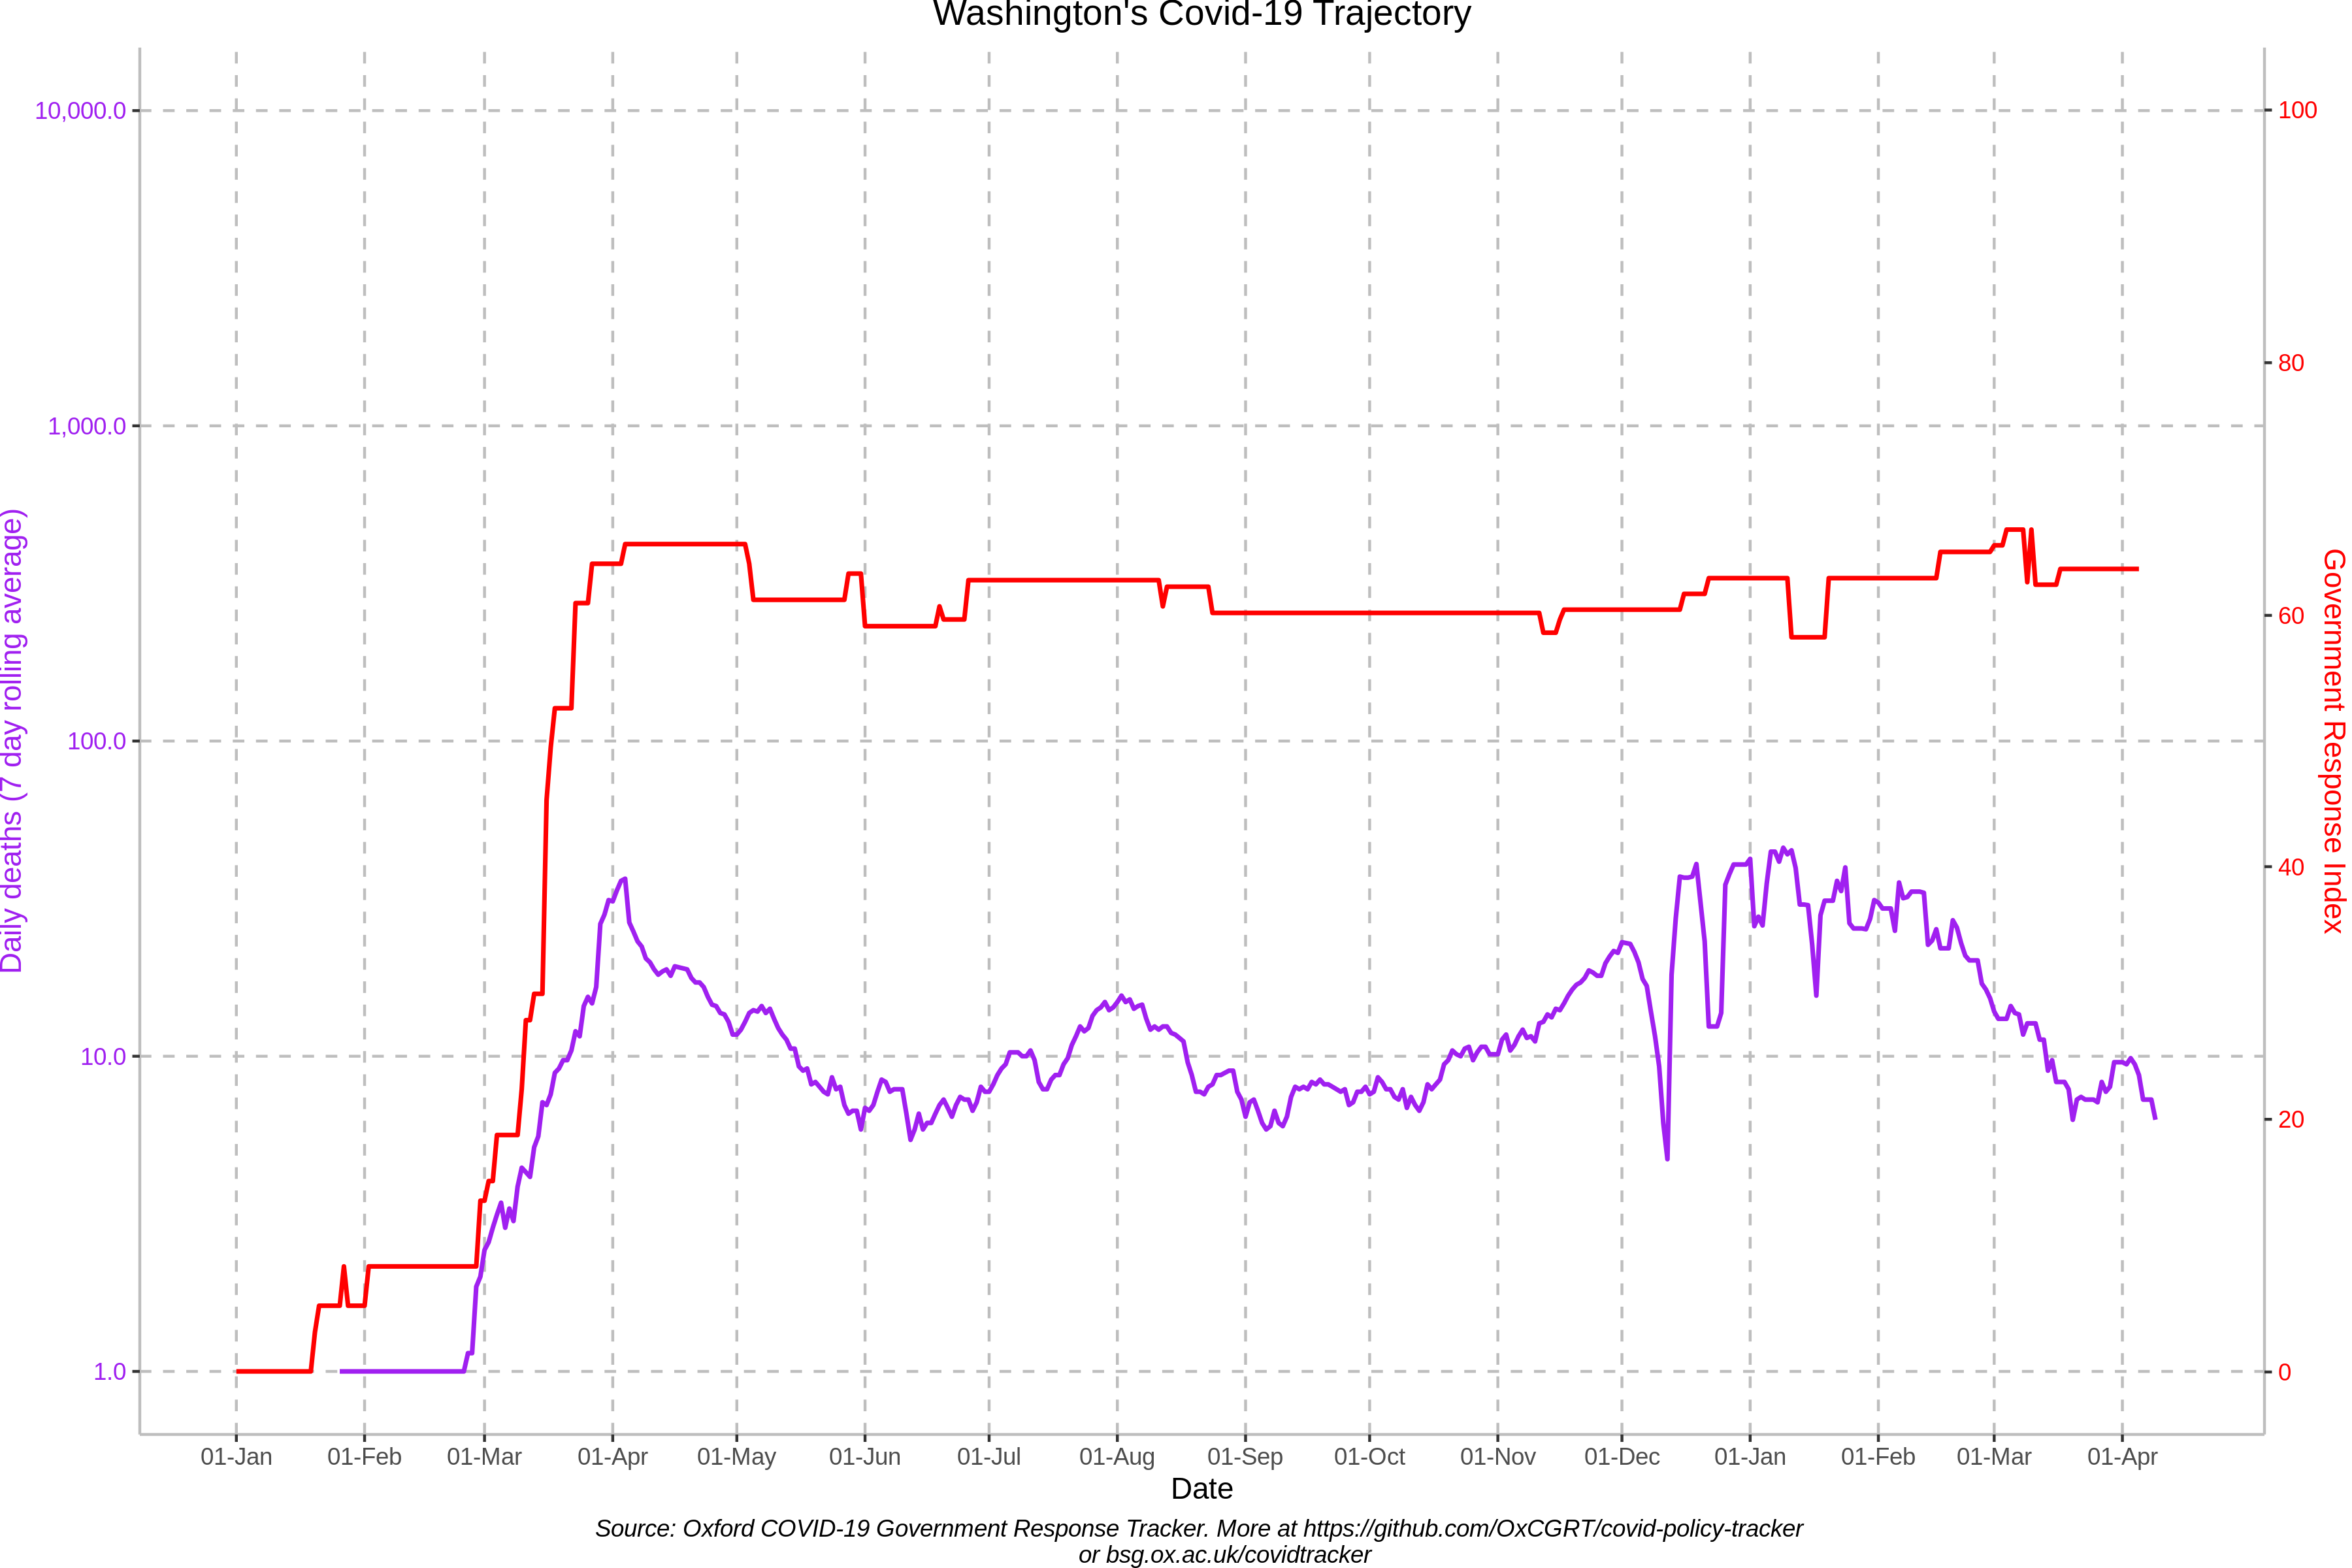 Washington's Covid-19 Trajectory
10,000.0
1,000.0
100.0
10.0
1.0
Daily deaths (7 day rolling average)
100
80
60
40
20
0
Government Response Index
01-Jan 01-Feb 01-Mar 01-Apr 01-May 01-Jun 01-Jul 01-Aug 01-Sep 01-Oct 01-Nov 01-Dec 01-Jan 01-Feb 01-Mar 01-Apr
Date
Source: Oxford COVID-19 Government Response Tracker. More at https://github.com/OxCGRT/covid-policy-tracker
or bsg.ox.ac.uk/covidtracker